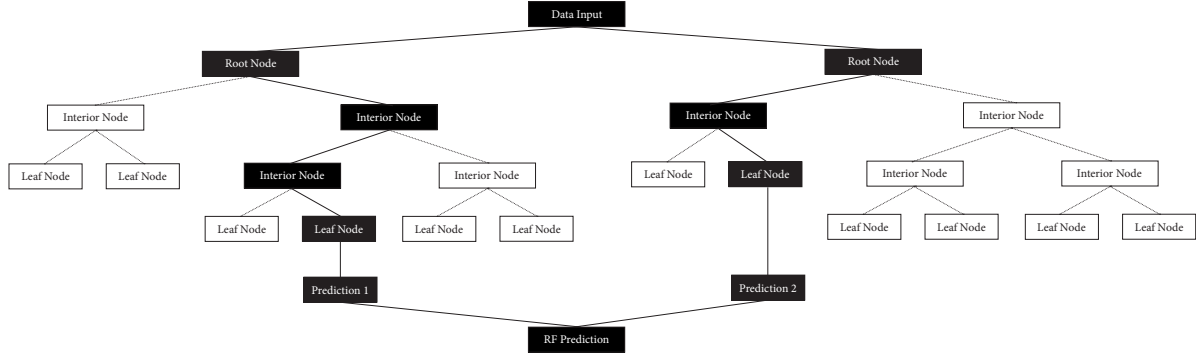 Data Input
Root Node
Root Node
Interior Node
Interior Node
Interior Node
Interior Node
Leaf Node
Leaf Node
Interior Node
Interior Node
Leaf Node
Leaf Node
Interior Node
Interior Node
Leaf Node
Leaf Node
Leaf Node
Leaf Node
Leaf Node
Leaf Node
Leaf Node
Leaf Node
Prediction 1
Prediction 2
RF Prediction